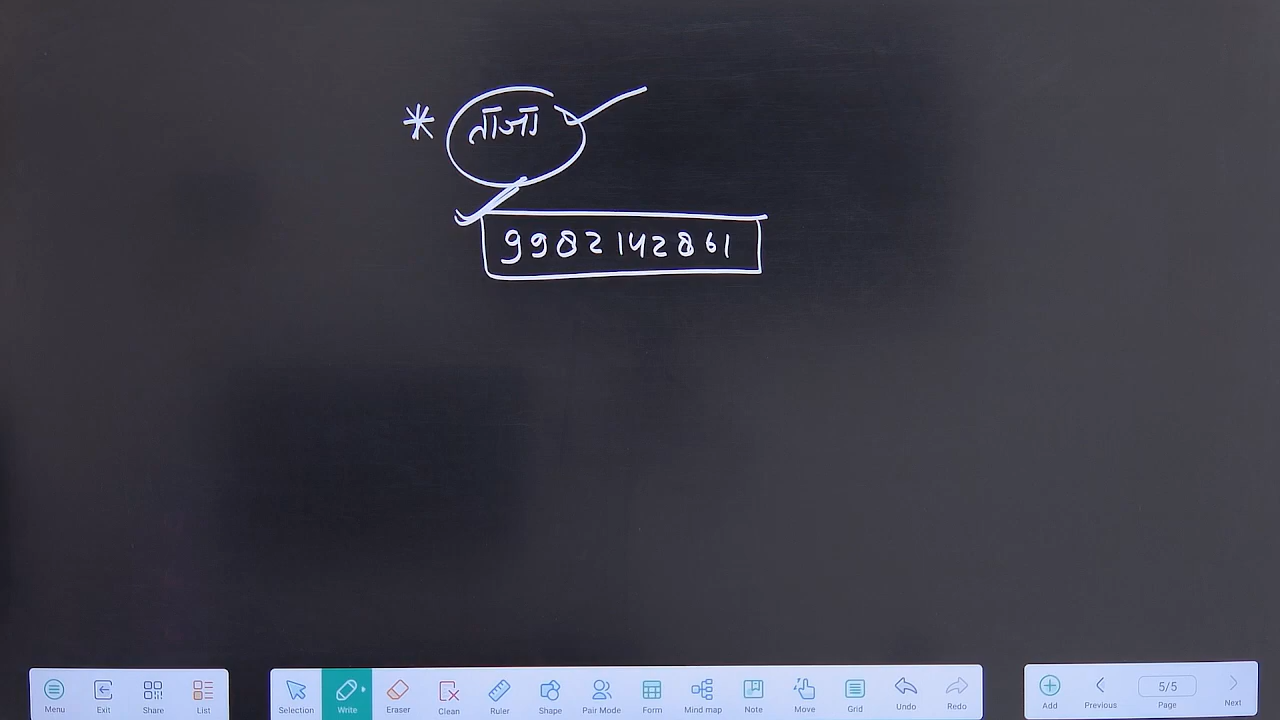 * ताजा
9982142861
Menu Exit Share List Selection Write Eraser Clean Ruler Shape Pair Mode Form Mind map Note Move Grid Undo Redo Add Previous 5/5 Page Next